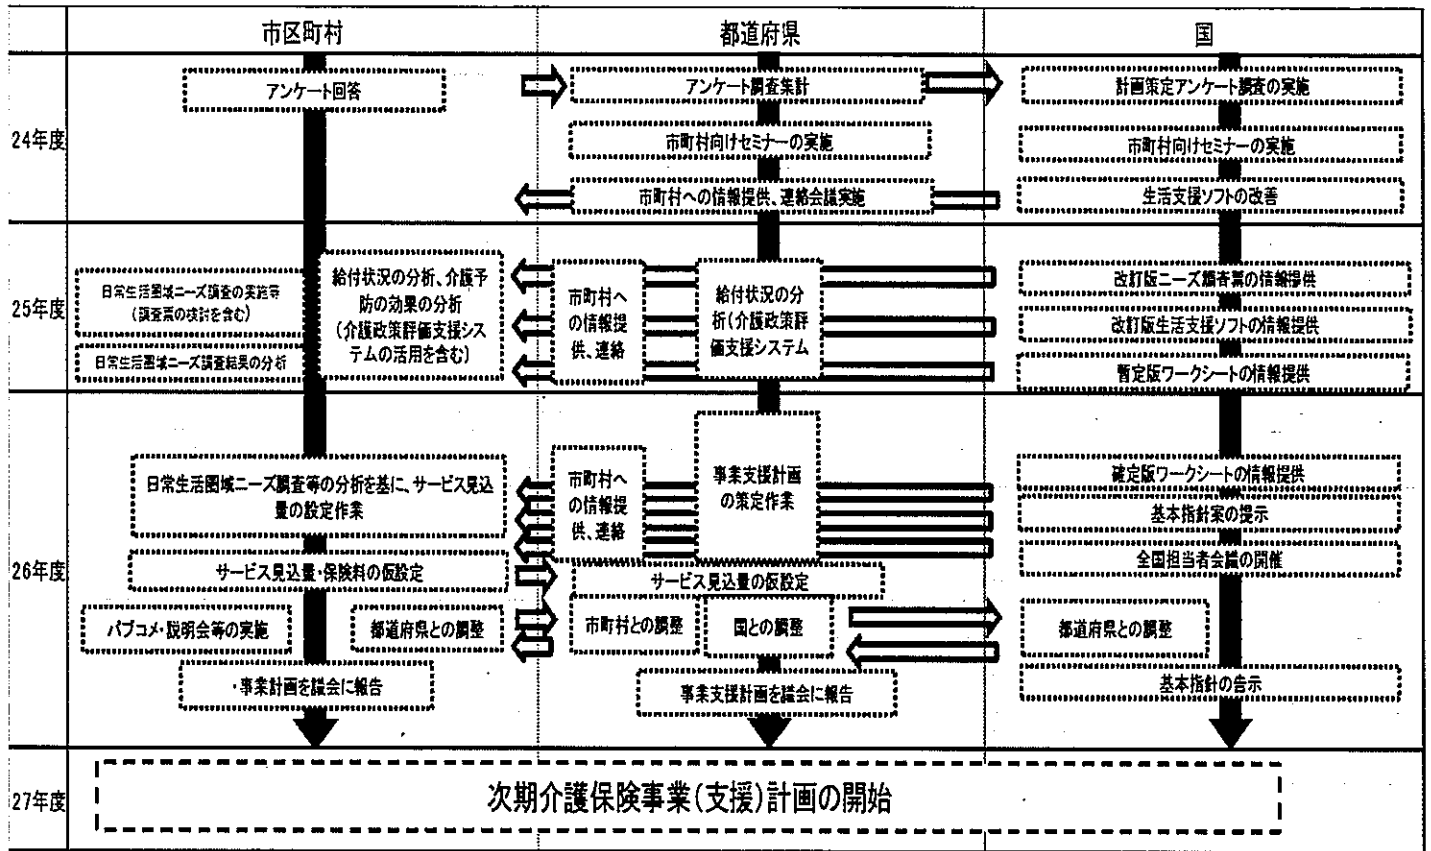 市区町村
都道府県
国
24年度
アンケート回答
アンケート調査集計
計画策定アンケート調査の実施
市町村向けセミナーの実施
市町村向けセミナーの実施
市町村への情報提供、連絡会議実施
生活支援ソフトの改善
25年度
日常生活圏域ニーズ調査の実施等
(調査票の検討を含む)
日常生活圏域ニーズ調査結果の分析
給付状況の分析、介護予
防の効果の分析
(介護政策評価支援シス
テムの活用を含む)
市町村へ
の情報提
供、連絡
給付状況の分
析(介護政策評
価支援システム
改訂版ニーズ調査票の情報提供
改訂版生活支援ソフトの情報提供
暫定版ワークシートの情報提供
26年度
日常生活圏域ニーズ調査等の分析を基に、サービス見込
量の設定作業
市町村へ
の情報提
供、連絡
事業支援計画
の策定作業
確定版ワークシートの情報提供
基本指針案の提示
全国担当者会議の開催
サービス見込量・保険料の仮設定
サービス見込量の仮設定
パブコメ・説明会等の実施
都道府県との調整
市町村との調整
国との調整
都道府県との調整
・事業計画を議会に報告
事業支援計画を議会に報告
基本指針の告示
27年度
次期介護保険事業(支援)計画の開始